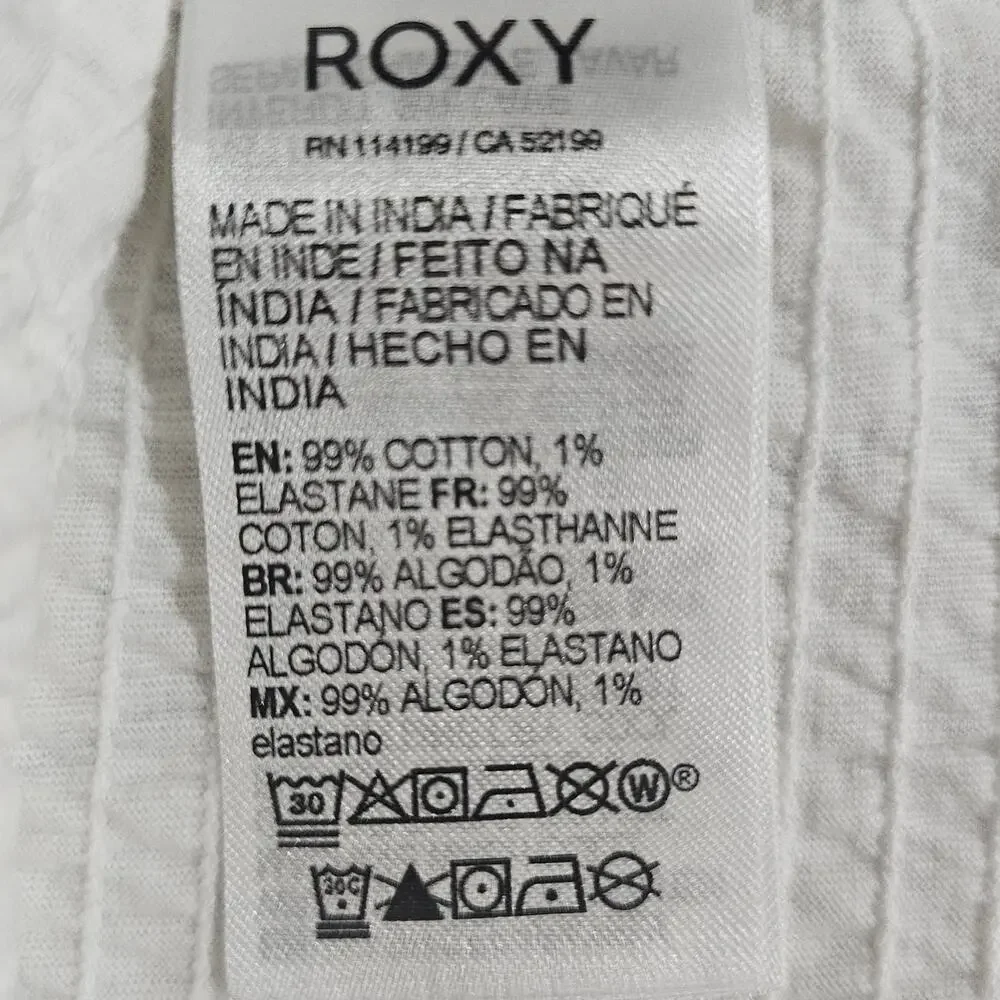 ROXY
RN 114199 / CA 52199
MADE IN INDIA / FABRIQUÉ
EN INDE / FEITO NA
ÍNDIA / FABRICADO EN
INDIA / HECHO EN
INDIA
EN: 99% COTTON, 1%
ELASTANE FR: 99%
COTON, 1% ELASTHANNE
BR: 99% ALGODÃO, 1%
ELASTANO ES: 99%
ALGODÓN, 1% ELASTANO
MX: 99% ALGODÓN, 1%
elastano
30 W®
30C